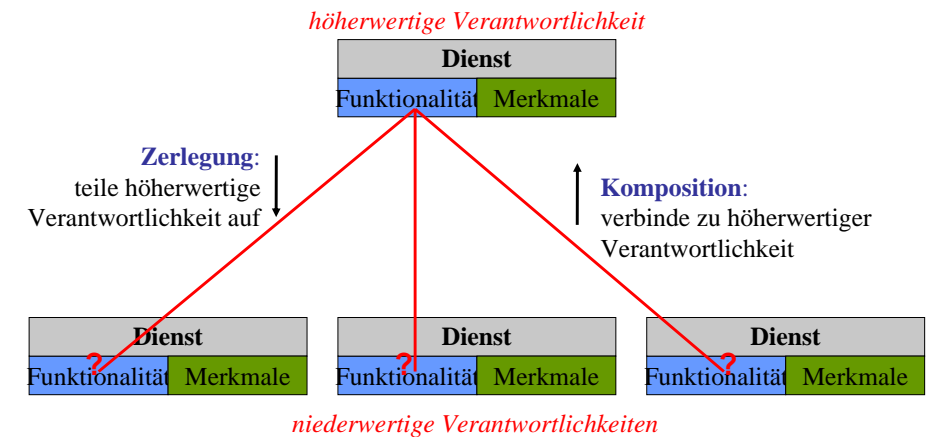 höherwertige Verantwortlichkeit
Dienst
Funktionalität Merkmale
Zerlegung:
teile höherwertige
Verantwortlichkeit auf
Komposition:
verbinde zu höherwertiger
Verantwortlichkeit
Dienst
? Funktionalität Merkmale
Dienst
? Funktionalität Merkmale
Dienst
? Funktionalität Merkmale
niederwertige Verantwortlichkeiten